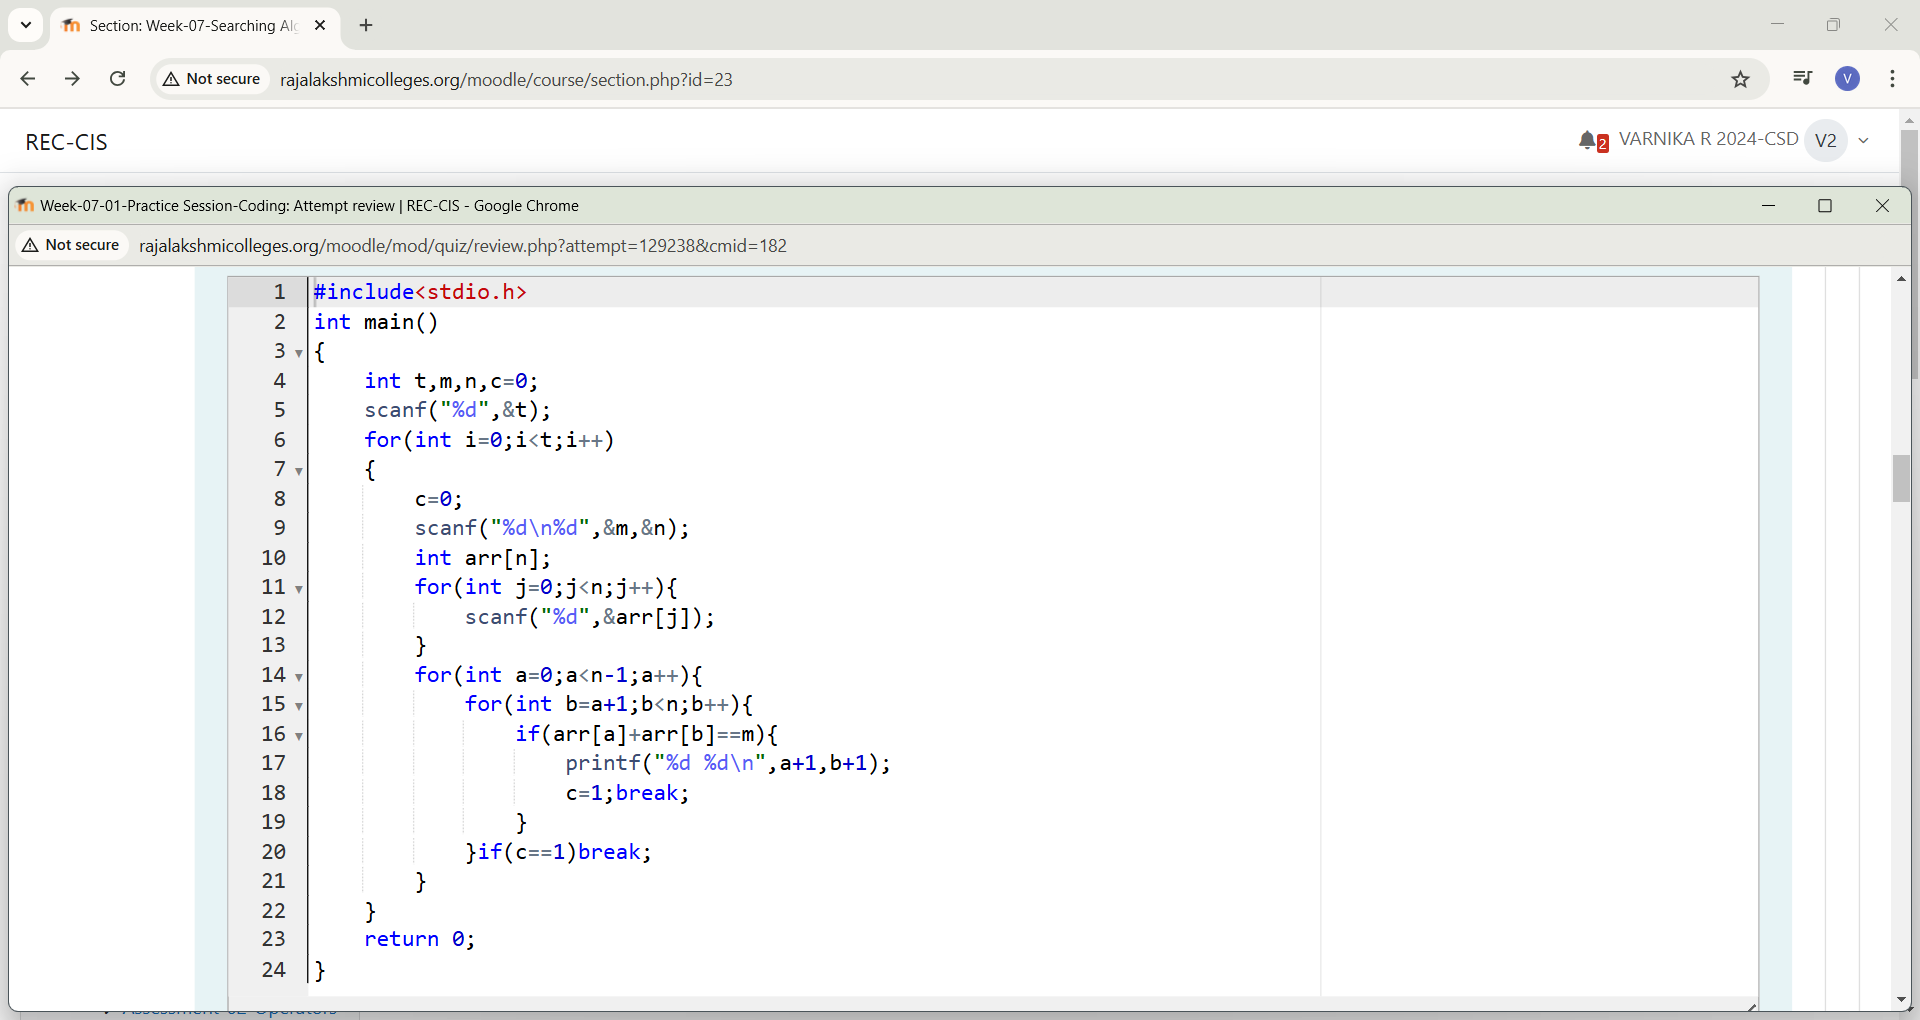 Section: Week-07-Searching Alg
Not secure rajalakshmicolleges.org/moodle/course/section.php?id=23
V
REC-CIS
2 VARNIKA R 2024-CSD V2
Week-07-01-Practice Session-Coding: Attempt review | REC-CIS - Google Chrome
Not secure rajalakshmicolleges.org/moodle/mod/quiz/review.php?attempt=129238&cmid=182
1 #include<stdio.h>
2 int main()
3 {
4     int t,m,n,c=0;
5     scanf("%d",&t);
6     for(int i=0;i<t;i++)
7     {
8         c=0;
9         scanf("%d\n%d",&m,&n);
10         int arr[n];
11         for(int j=0;j<n;j++){
12             scanf("%d",&arr[j]);
13         }
14         for(int a=0;a<n-1;a++){
15             for(int b=a+1;b<n;b++){
16                 if(arr[a]+arr[b]==m){
17                     printf("%d %d\n",a+1,b+1);
18                     c=1;break;
19                 }
20             }if(c==1)break;
21         }
22     }
23     return 0;
24 }